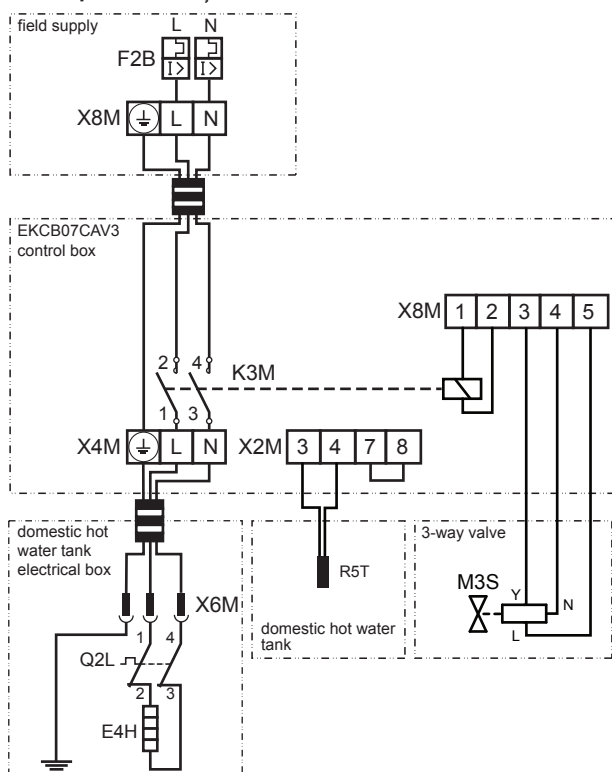 field supply
L N
F2B
I> I>
X8M L N
EKCB07CAV3
control box
X8M 1 2 3 4 5
2 4
K3M
1 3
X4M L N X2M 3 4 7 8
domestic hot
water tank
electrical box
X6M
1 4
Q2L
2 3
E4H
R5T
domestic hot water
tank
3-way valve
M3S
Y N
L